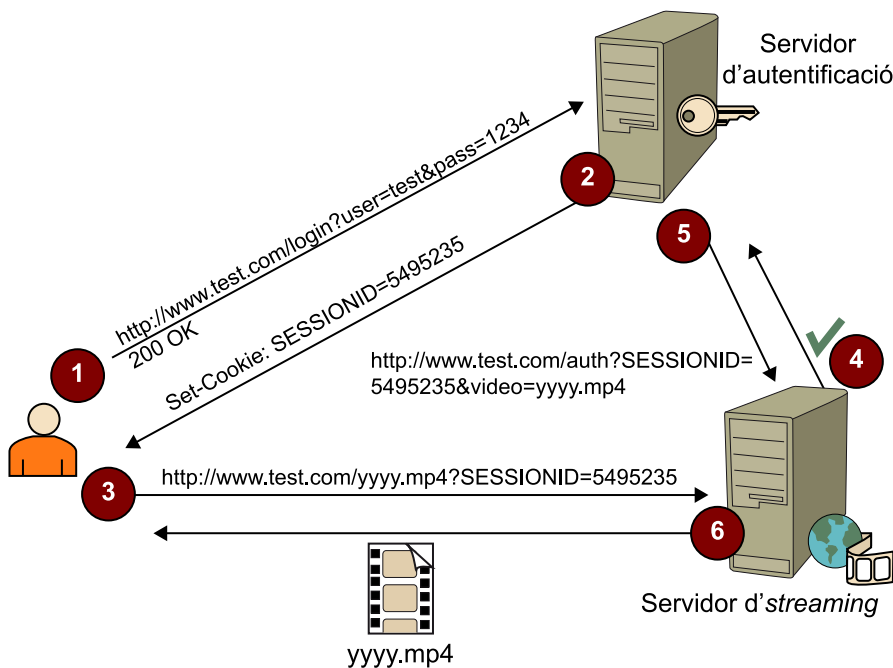 Servidor
d'autentificació
http://www.test.com/login?user=test&pass=1234
200 OK
Set-Cookie: SESSIONID=5495235
1
2
5
4
http://www.test.com/auth?SESSIONID=
5495235&video=yyyy.mp4
3
http://www.test.com/yyyy.mp4?SESSIONID=5495235
6
Servidor d'streaming
yyyy.mp4